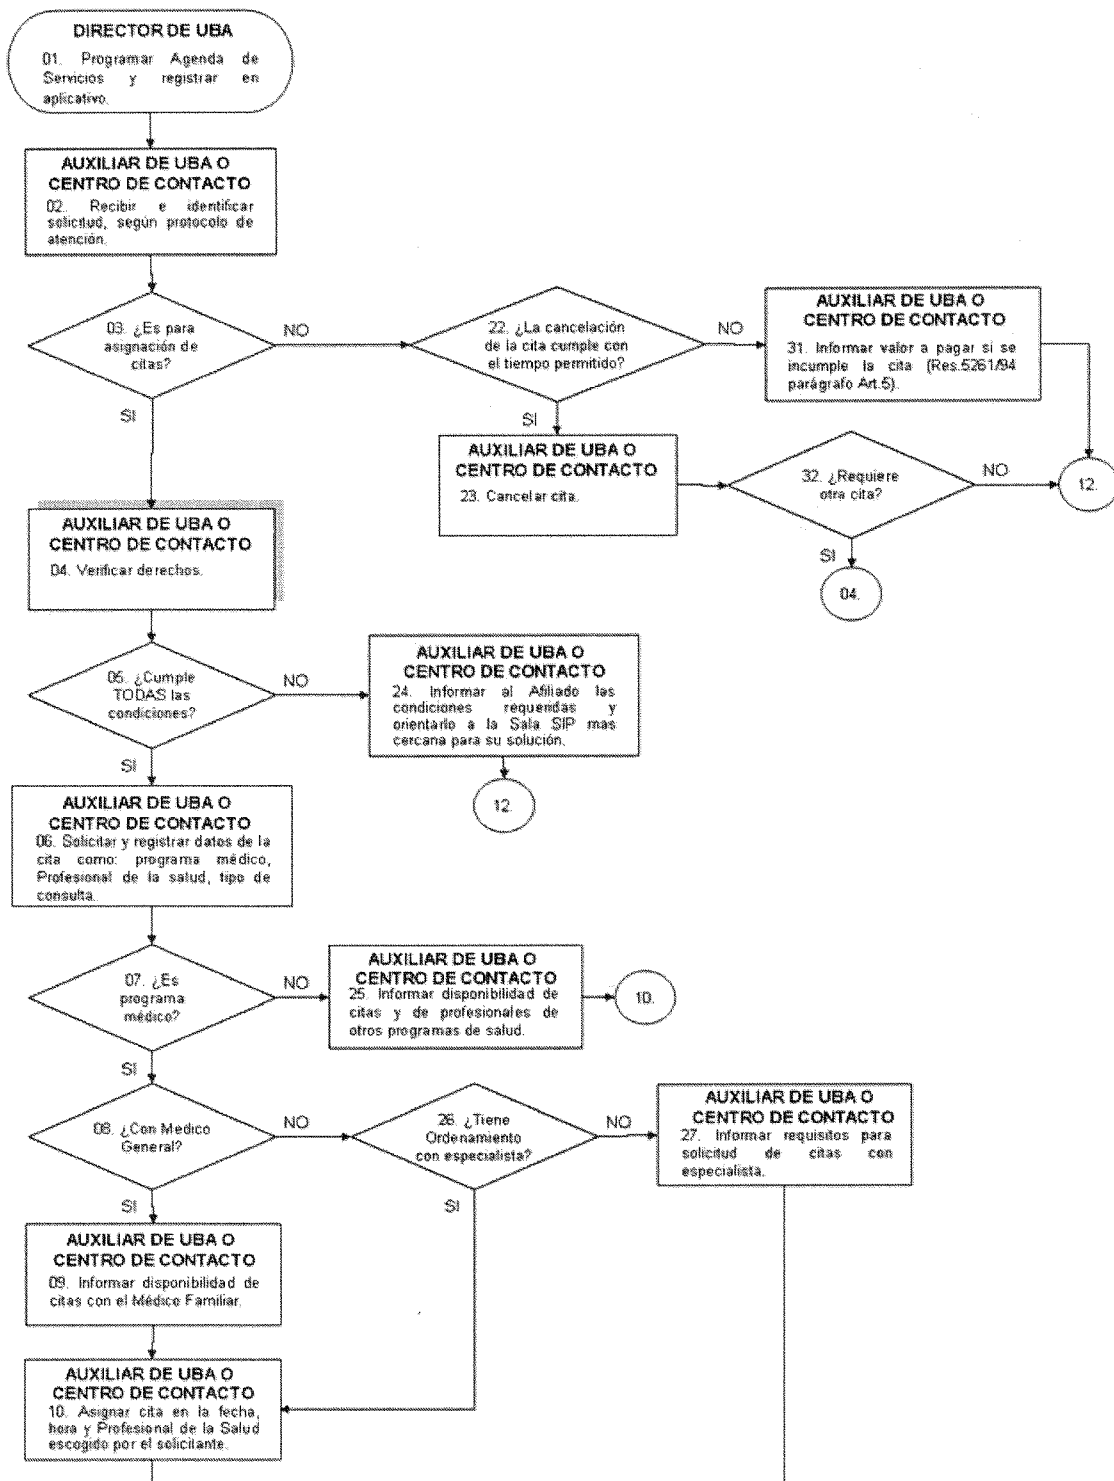 DIRECTOR DE UBA
01. Programar Agenda de
Servicios y registrar en
aplicativo.
AUXILIAR DE UBA O
CENTRO DE CONTACTO
02. Recibir e identificar
solicitud, según protocolo de
atención.
03. ¿Es para
asignación de
citas?
NO
SI
22. ¿La cancelación
de la cita cumple con
el tiempo permitido?
NO
SI
AUXILIAR DE UBA O
CENTRO DE CONTACTO
31. Informar valor a pagar si se
incumple la cita (Res.5261/94
parágrafo Art.5).
AUXILIAR DE UBA O
CENTRO DE CONTACTO
23. Cancelar cita.
32. ¿Requiere
otra cita?
NO
12.
SI
04.
AUXILIAR DE UBA O
CENTRO DE CONTACTO
04. Verificar derechos.
05. ¿Cumple
TODAS las
condiciones?
NO
SI
AUXILIAR DE UBA O
CENTRO DE CONTACTO
24. Informar al Afiliado las
condiciones requeridas y
orientarlo a la Sala SIP mas
cercana para su solución.
12.
AUXILIAR DE UBA O
CENTRO DE CONTACTO
06. Solicitar y registrar datos de la
cita como: programa médico,
Profesional de la salud, tipo de
consulta.
07. ¿Es
programa
médico?
NO
SI
AUXILIAR DE UBA O
CENTRO DE CONTACTO
25. Informar disponibilidad de
citas y de profesionales de
otros programas de salud.
10.
08. ¿Con Medico
General?
NO
SI
26. ¿Tiene
Ordenamiento
con especialista?
NO
SI
AUXILIAR DE UBA O
CENTRO DE CONTACTO
27. Informar requisitos para
solicitud de citas con
especialista.
AUXILIAR DE UBA O
CENTRO DE CONTACTO
09. Informar disponibilidad de
citas con el Médico Familiar.
AUXILIAR DE UBA O
CENTRO DE CONTACTO
10. Asignar cita en la fecha,
hora y Profesional de la Salud
escogido por el solicitante.